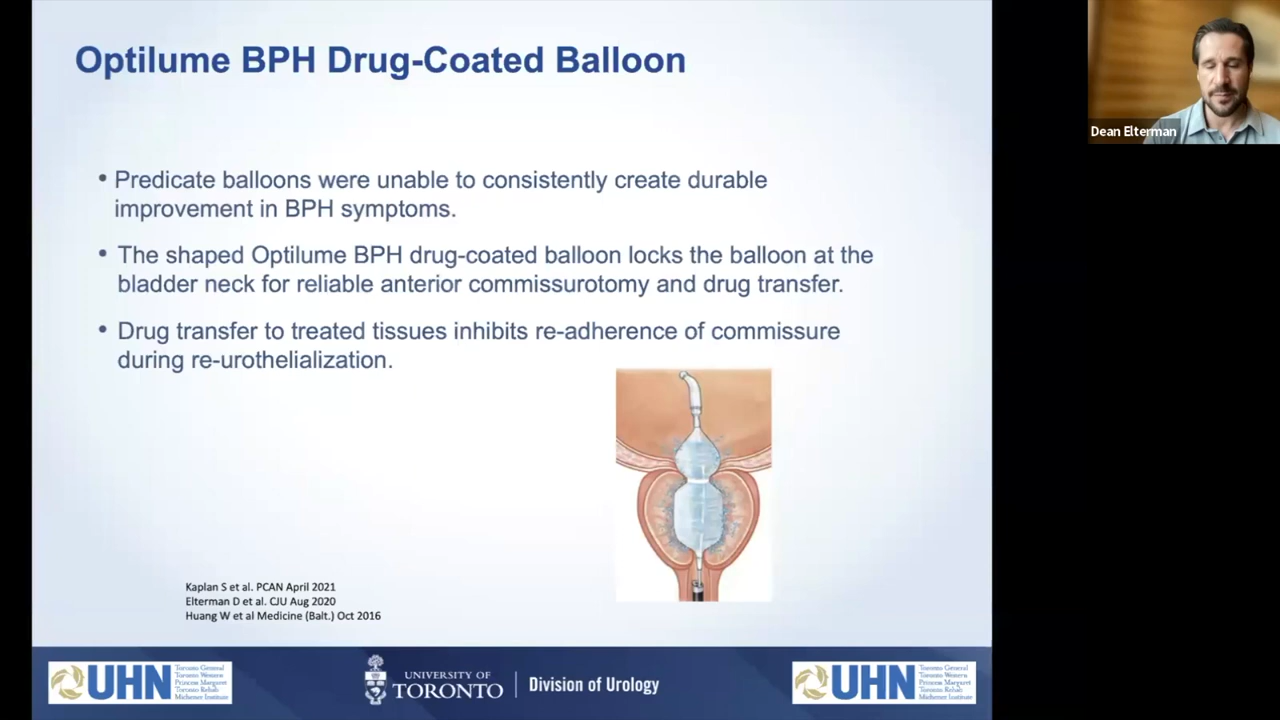 Optilume BPH Drug-Coated Balloon
Dean Elterman
• Predicate balloons were unable to consistently create durable
improvement in BPH symptoms.
• The shaped Optilume BPH drug-coated balloon locks the balloon at the
bladder neck for reliable anterior commissurotomy and drug transfer.
• Drug transfer to treated tissues inhibits re-adherence of commissure
during re-urothelialization.
Kaplan S et al. PCAN April 2021
Elterman D et al. CJU Aug 2020
Huang W et al Medicine (Balt.) Oct 2016
UHN
Toronto General
Toronto Western
Princess Margaret
Toronto Rehab
Michener Institute
UNIVERSITY OF
TORONTO
Division of Urology
UHN
Toronto General
Toronto Western
Princess Margaret
Toronto Rehab
Michener Institute